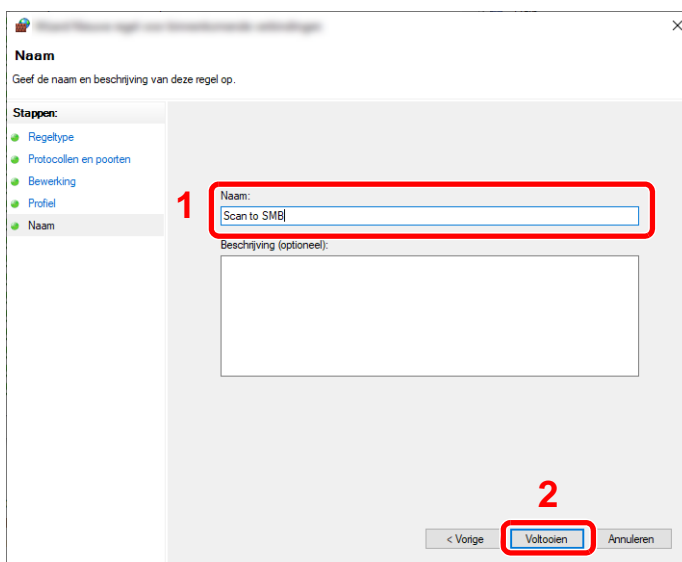 Naam
Geef de naam en beschrijving van deze regel op.
Stappen:
Regeltype
Protocollen en poorten
Bewerking
Profiel
Naam
1
Naam:
Scan to SMB
Beschrijving (optioneel):
2
< Vorige
Voltooien
Annuleren